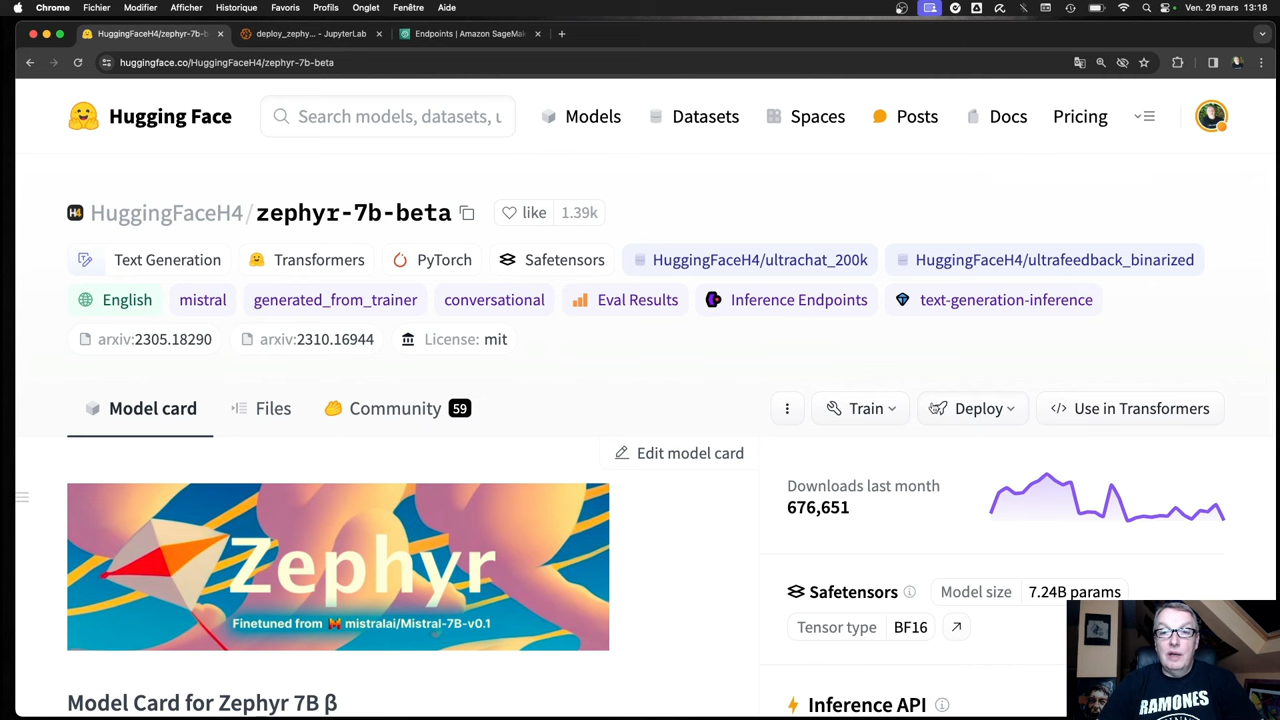 Chrome Fichier Modifier Afficher Historique Favoris Profils Onglet Fenêtre Aide Ven. 29 mars 13:18
HuggingFaceH4/zephyr-7b-b deploy_zephy... - JupyterLab Endpoints | Amazon SageMak
huggingface.co/HuggingFaceH4/zephyr-7b-beta
Hugging Face Search models, datasets, u Models Datasets Spaces Posts Docs Pricing
H4 HuggingFaceH4/zephyr-7b-beta like 1.39k
Text Generation Transformers PyTorch Safetensors HuggingFaceH4/ultrachat_200k HuggingFaceH4/ultrafeedback_binarized
English mistral generated_from_trainer conversational Eval Results Inference Endpoints text-generation-inference
arxiv:2305.18290 arxiv:2310.16944 License: mit
Model card Files Community 59 Train Deploy </> Use in Transformers
Edit model card
Downloads last month
676,651
Zephyr
Finetuned from mistralai/Mistral-7B-v0.1
Safetensors Model size 7.24B params
Tensor type BF16
Model Card for Zephyr 7B β
Inference API
RAMONES